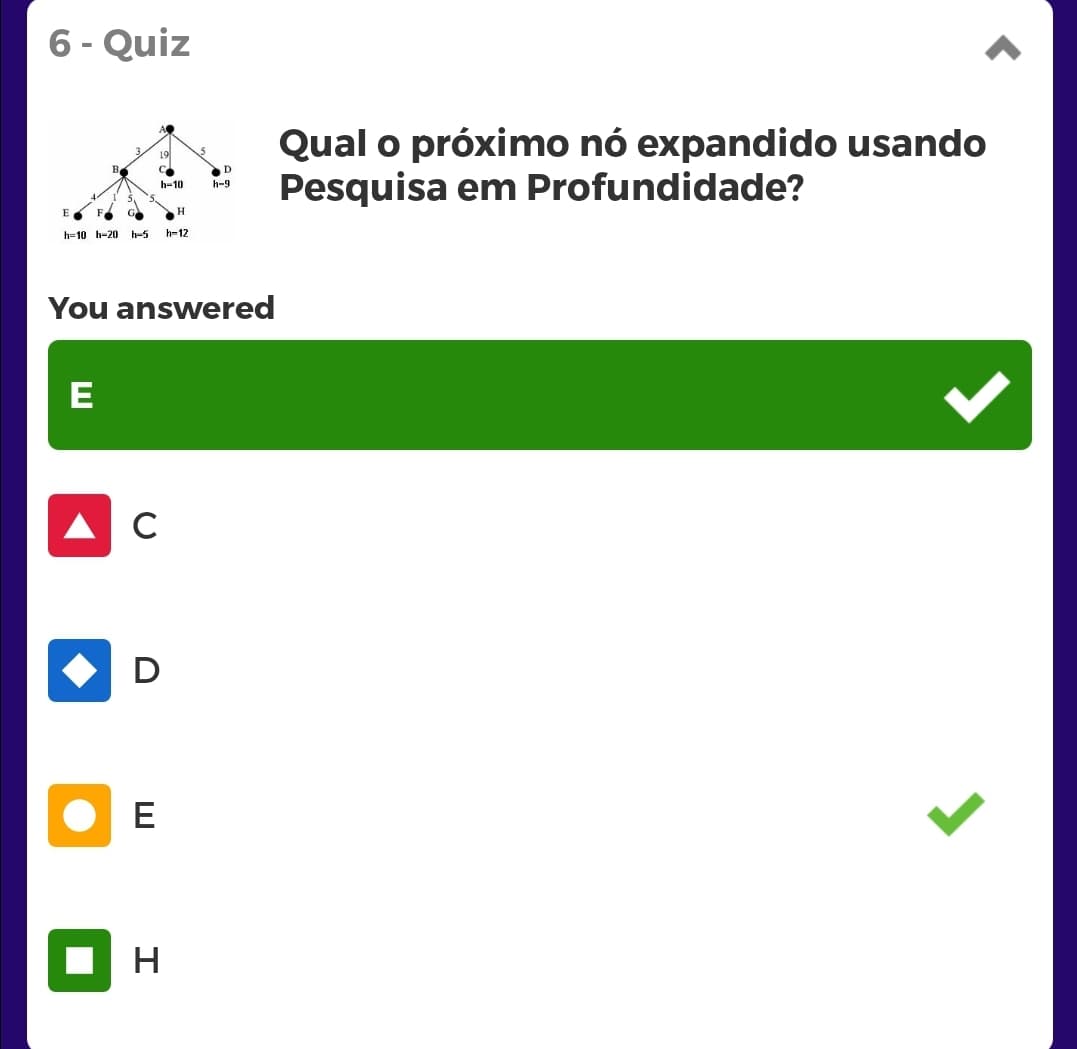 6 - Quiz
A
3 19 5
B C D
h=10 h=9
4 1 5 5
E F G H
h=10 h=20 h=5 h=12
Qual o próximo nó expandido usando
Pesquisa em Profundidade?
You answered
E
C
D
E
H